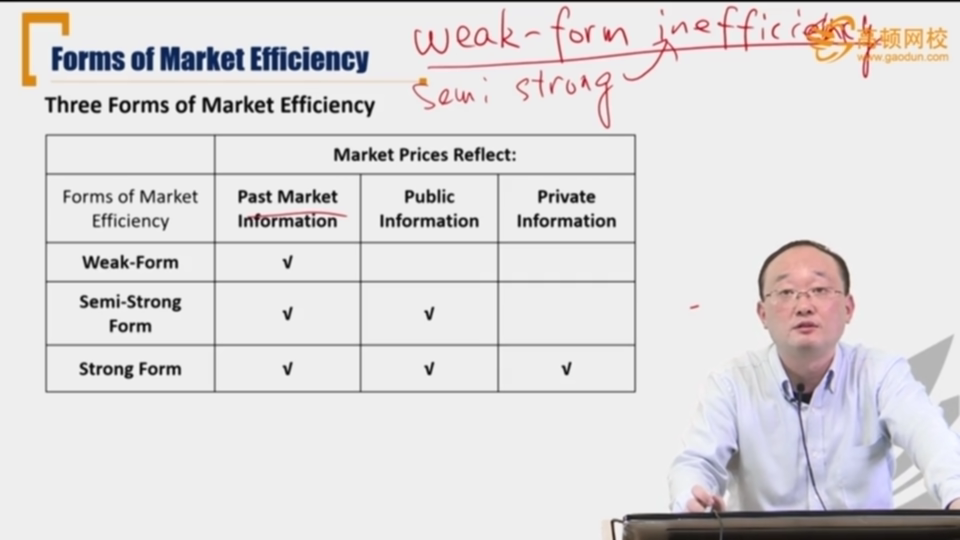 weak-form inefficiency
semi strong
高顿网校
www.gaodun.com
Forms of Market Efficiency
Three Forms of Market Efficiency
Market Prices Reflect:
Forms of Market Efficiency
Past Market Information
Public Information
Private Information
Weak-Form √
Semi-Strong Form √ √
Strong Form √ √ √